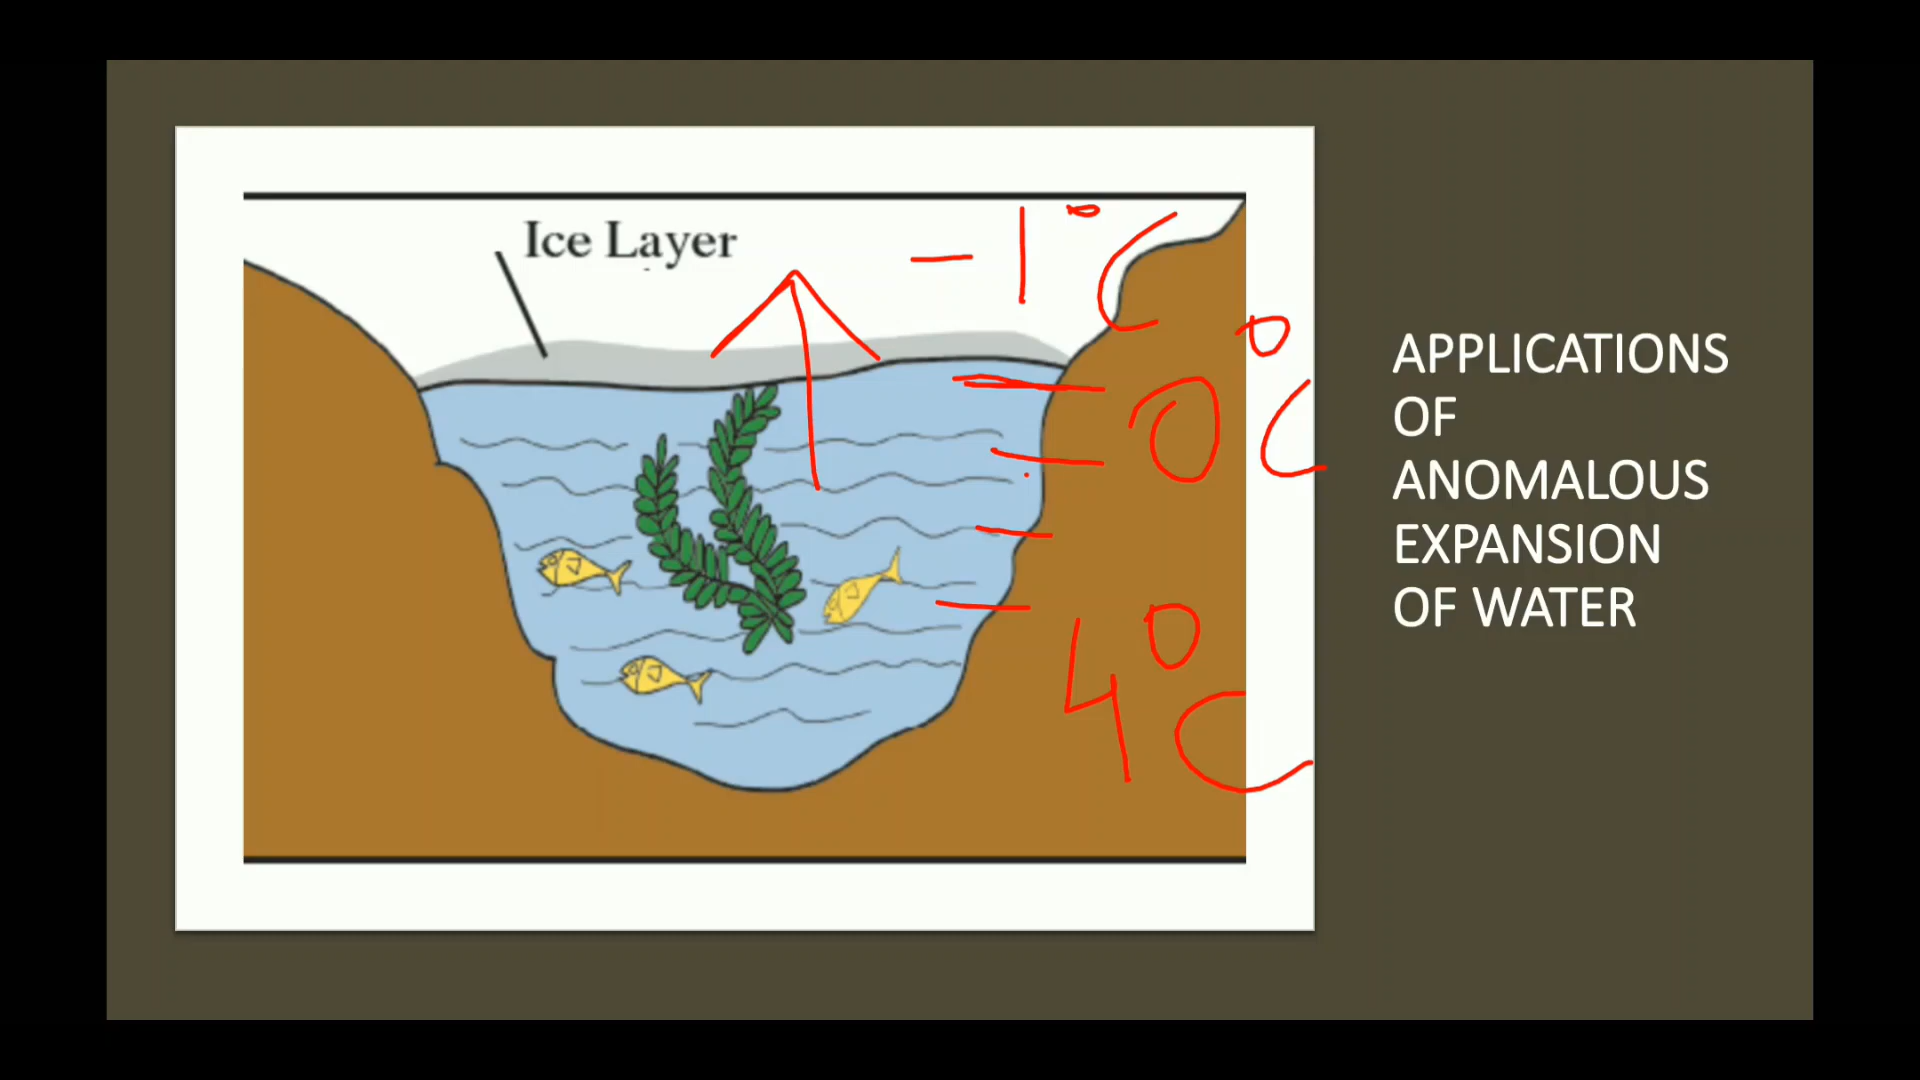 Ice Layer
-1°C
0°C
4°C
APPLICATIONS
OF
ANOMALOUS
EXPANSION
OF WATER